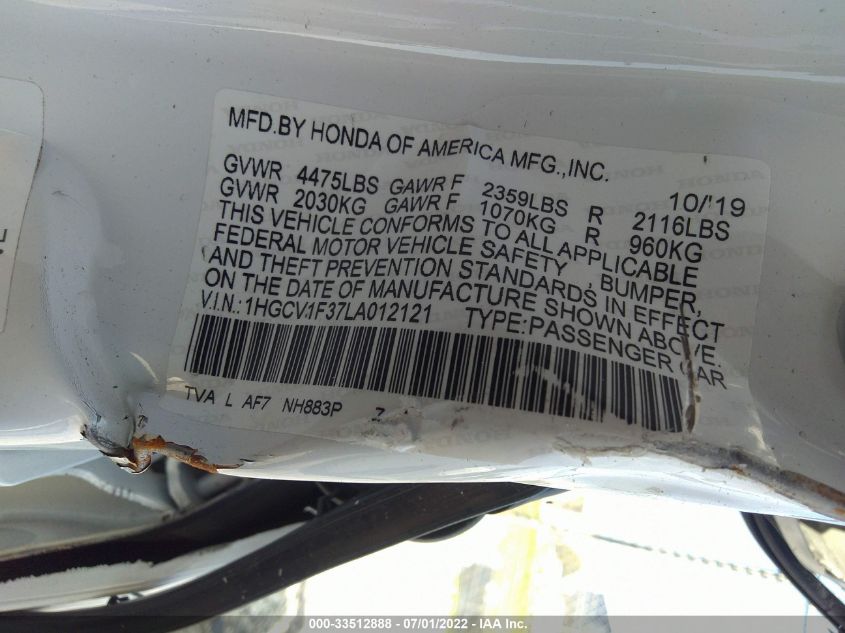 MFD.BY HONDA OF AMERICA MFG.,INC.
10/'19
GVWR 4475LBS GAWR F 2359LBS R 2116LBS
GVWR 2030KG GAWR F 1070KG R 960KG
THIS VEHICLE CONFORMS TO ALL APPLICABLE
FEDERAL MOTOR VEHICLE SAFETY , BUMPER,
AND THEFT PREVENTION STANDARDS IN EFFECT
ON THE DATE OF MANUFACTURE SHOWN ABOVE.
V.I.N.:1HGCV1F37LA012121 TYPE:PASSENGER CAR
TVA L AF7 NH883P Z
000-33512888 - 07/01/2022 - IAA Inc.